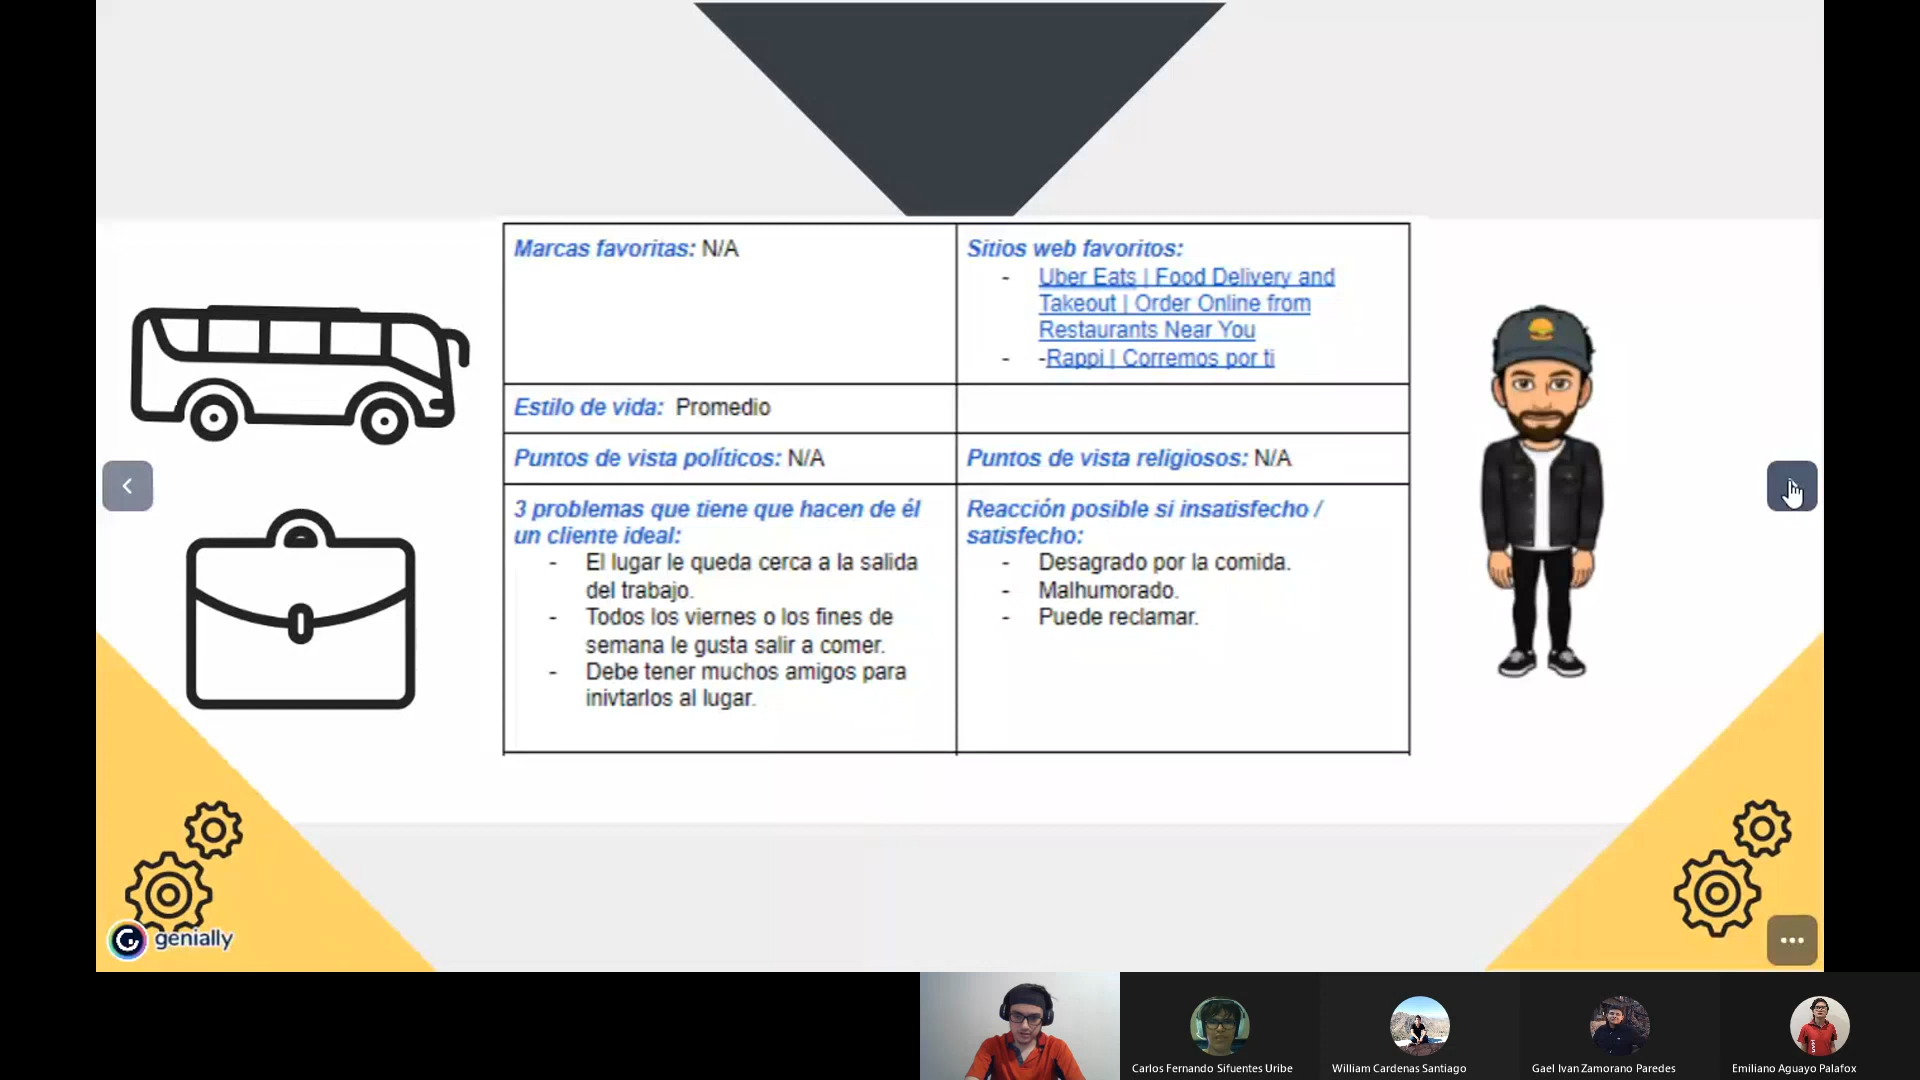 Marcas favoritas: N/A
Sitios web favoritos:
- Uber Eats | Food Delivery and
Takeout | Order Online from
Restaurants Near You
- -Rappi | Corremos por ti
Estilo de vida: Promedio
Puntos de vista políticos: N/A
Puntos de vista religiosos: N/A
3 problemas que tiene que hacen de él
un cliente ideal:
- El lugar le queda cerca a la salida
del trabajo.
- Todos los viernes o los fines de
semana le gusta salir a comer.
- Debe tener muchos amigos para
inivtarlos al lugar.
Reacción posible si insatisfecho /
satisfecho:
- Desagrado por la comida.
- Malhumorado.
- Puede reclamar.
genially
Carlos Fernando Sifuentes Uribe
William Cardenas Santiago
Gael Ivan Zamorano Paredes
Emiliano Aguayo Palafox